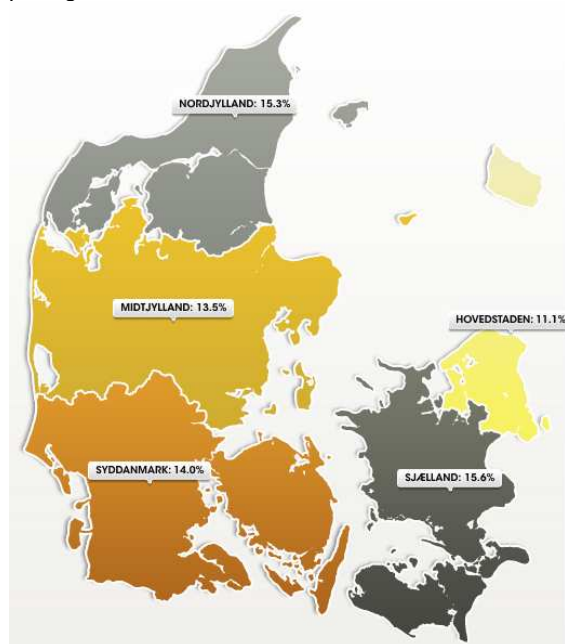 NORDJYLLAND: 15.3%
MIDTJYLLAND: 13.5%
HOVEDSTADEN: 11.1%
SYDDANMARK: 14.0%
SJÆLLAND: 15.6%